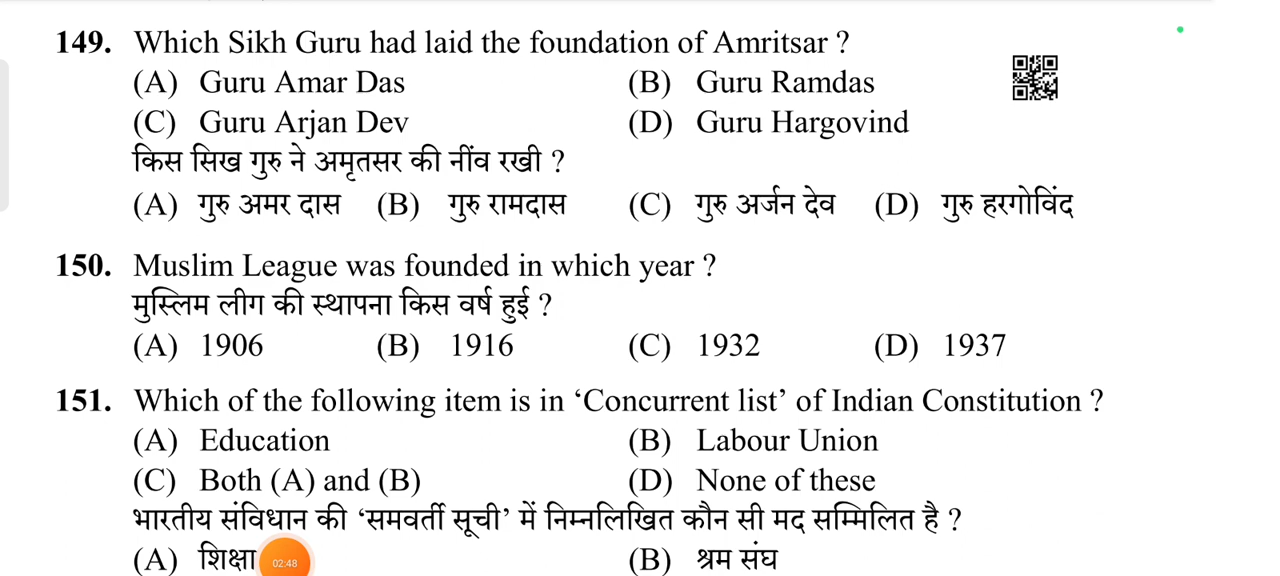 149. Which Sikh Guru had laid the foundation of Amritsar ?
(A) Guru Amar Das (B) Guru Ramdas
(C) Guru Arjan Dev (D) Guru Hargovind
किस सिख गुरु ने अमृतसर की नींव रखी ?
(A) गुरु अमर दास (B) गुरु रामदास (C) गुरु अर्जन देव (D) गुरु हरगोविंद
150. Muslim League was founded in which year ?
मुस्लिम लीग की स्थापना किस वर्ष हुई ?
(A) 1906 (B) 1916 (C) 1932 (D) 1937
151. Which of the following item is in ‘Concurrent list’ of Indian Constitution ?
(A) Education (B) Labour Union
(C) Both (A) and (B) (D) None of these
भारतीय संविधान की ‘समवर्ती सूची’ में निम्नलिखित कौन सी मद सम्मिलित है ?
(A) शिक्षा 02:48 (B) श्रम संघ